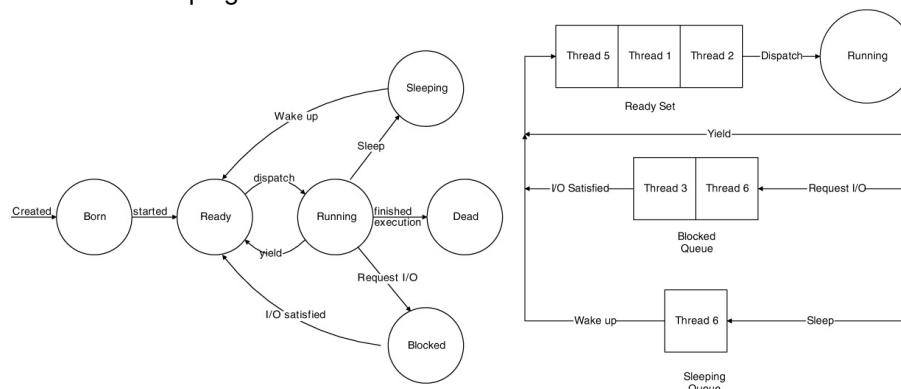 Created
Born
started
Ready
dispatch
yield
Running
Sleep
Sleeping
Wake up
finished
execution
Dead
Request I/O
Blocked
I/O satisfied
Thread 5
Thread 1
Thread 2
Dispatch
Running
Ready Set
Yield
I/O Satisfied
Thread 3
Thread 6
Request I/O
Blocked
Queue
Wake up
Thread 6
Sleep
Sleeping
Queue